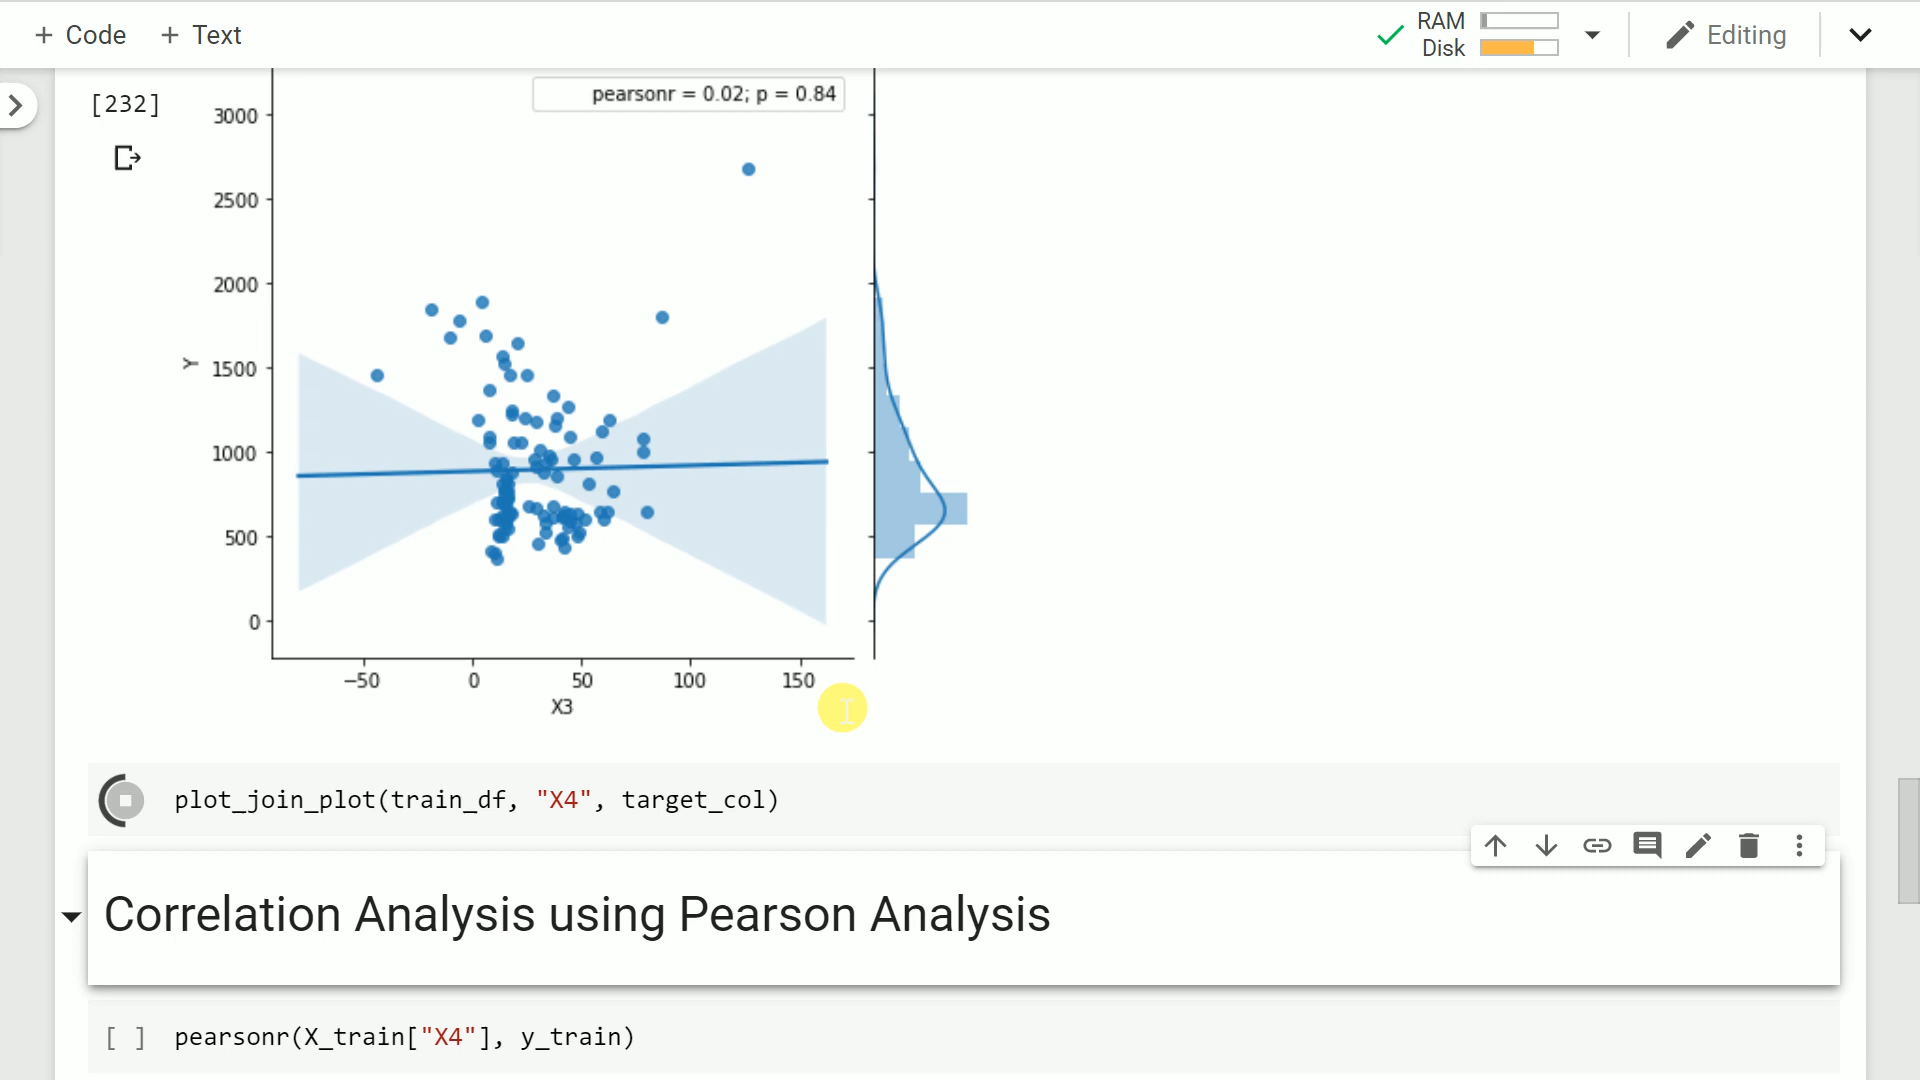 + Code + Text
RAM
Disk
Editing
[232]
pearsonr = 0.02; p = 0.84
3000
2500
2000
1500
1000
500
0
Y
−50 0 50 100 150
X3
plot_join_plot(train_df, "X4", target_col)
Correlation Analysis using Pearson Analysis
[ ] pearsonr(X_train["X4"], y_train)